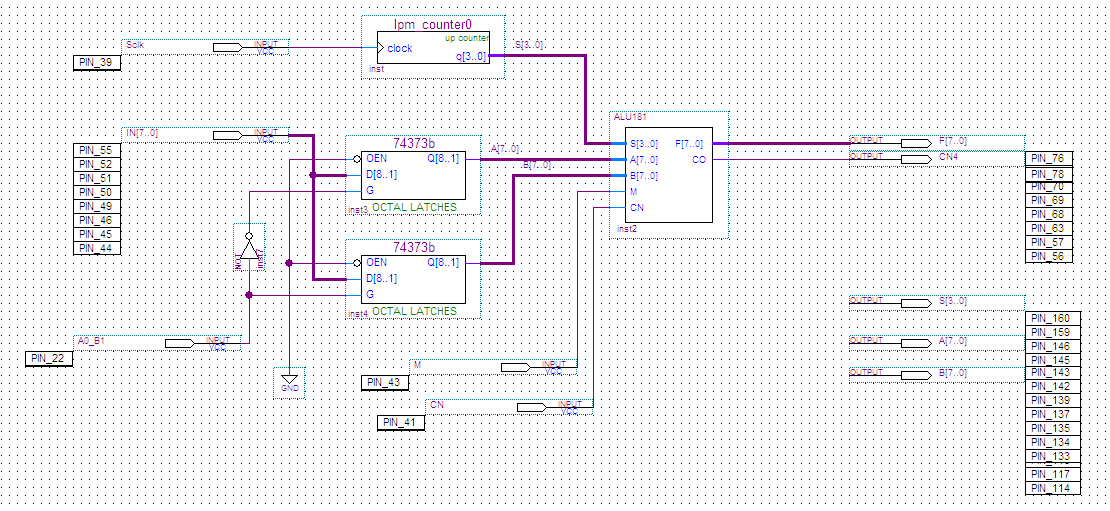 lpm_counter0
up counter
clock
q[3..0]
inst
S[3..0]
Sclk
INPUT
VCC
PIN_39
IN[7..0]
INPUT
VCC
PIN_55
PIN_52
PIN_51
PIN_50
PIN_49
PIN_46
PIN_45
PIN_44
74373b
OEN
Q[8..1]
D[8..1]
G
inst3
OCTAL LATCHES
A[7..0]
B[7..0]
74373b
OEN
Q[8..1]
D[8..1]
G
inst4
OCTAL LATCHES
NOT
A0_B1
INPUT
VCC
PIN_22
GND
ALU181
S[3..0]
F[7..0]
A[7..0]
CO
B[7..0]
M
CN
inst2
M
INPUT
VCC
PIN_43
CN
INPUT
VCC
PIN_41
OUTPUT
F[7..0]
OUTPUT
CN4
PIN_76
PIN_78
PIN_70
PIN_69
PIN_68
PIN_63
PIN_57
PIN_56
OUTPUT
S[3..0]
OUTPUT
A[7..0]
OUTPUT
B[7..0]
PIN_160
PIN_159
PIN_146
PIN_145
PIN_143
PIN_142
PIN_139
PIN_137
PIN_135
PIN_134
PIN_133
PIN_117
PIN_114